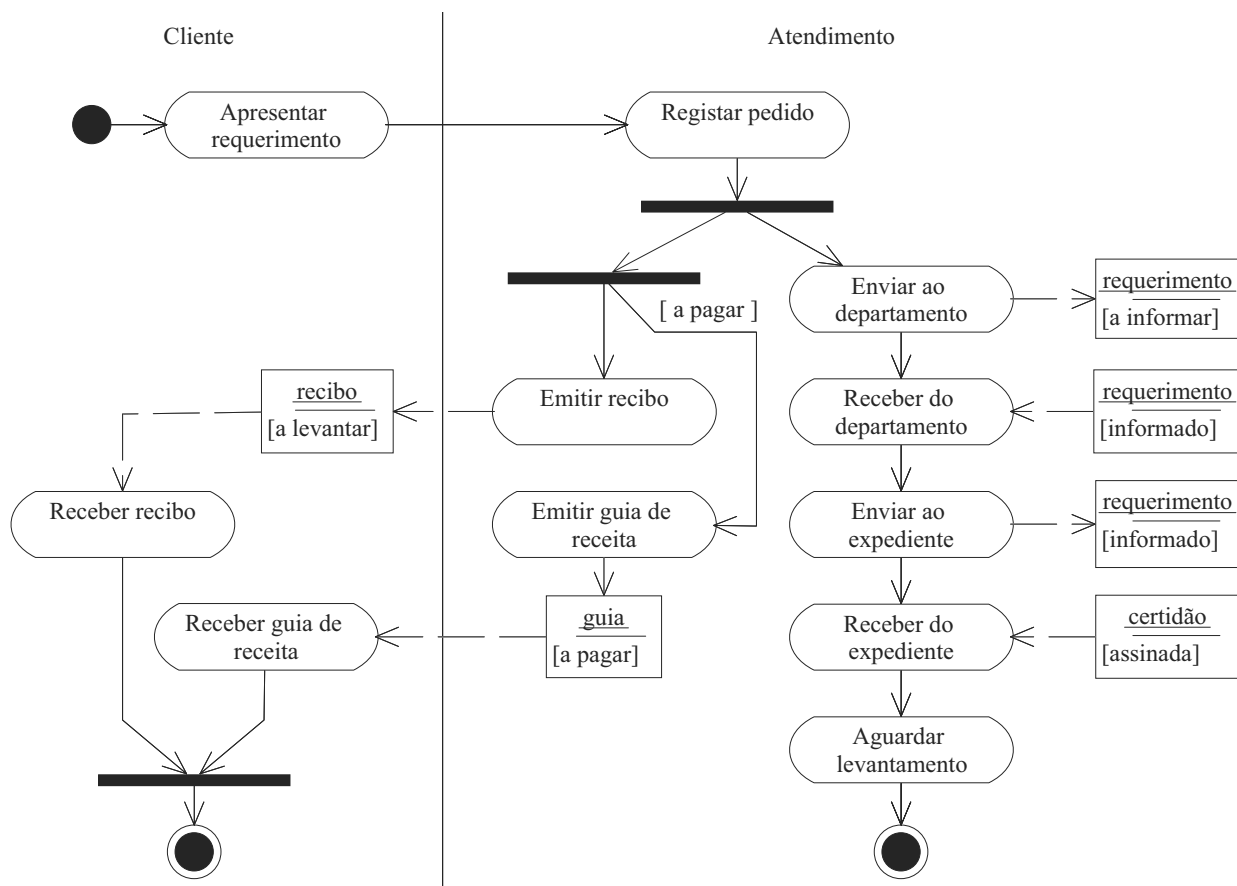 Cliente
Atendimento
Apresentar
requerimento
Registar pedido
Enviar ao
departamento
requerimento
[a informar]
[ a pagar ]
recibo
[a levantar]
Emitir recibo
Receber do
departamento
requerimento
[informado]
Receber recibo
Emitir guia de
receita
Enviar ao
expediente
requerimento
[informado]
Receber guia de
receita
guia
[a pagar]
Receber do
expediente
certidão
[assinada]
Aguardar
levantamento